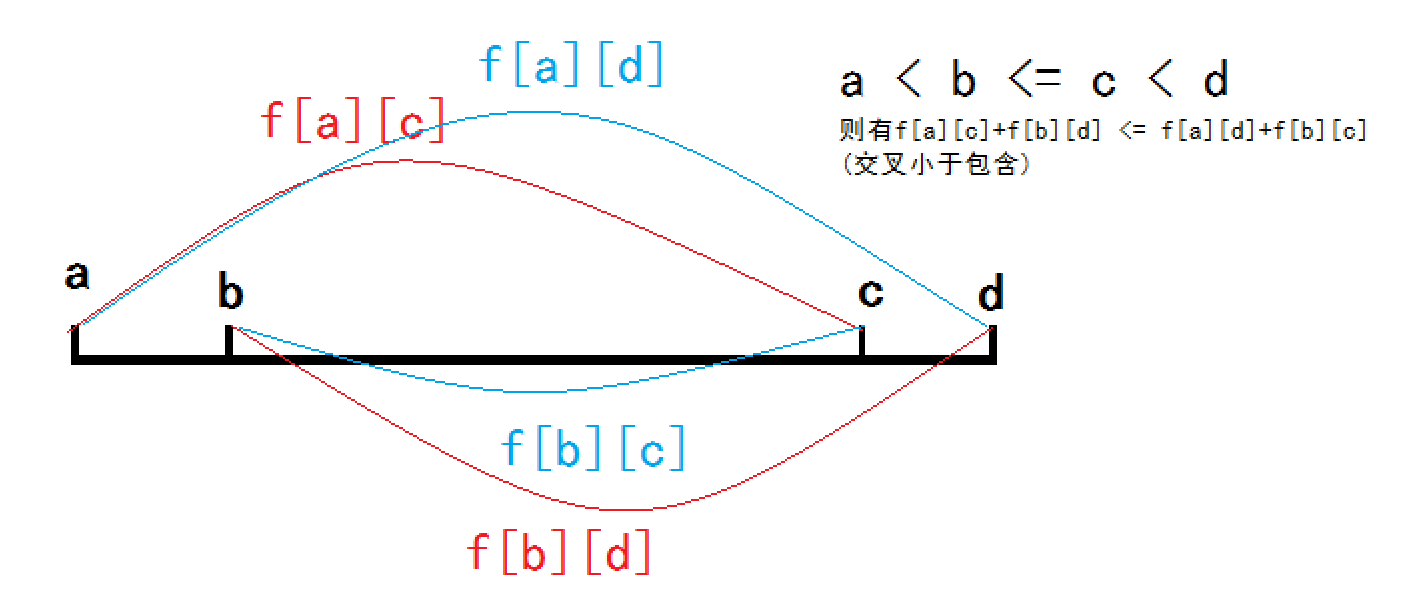 f[a][d]
a < b <= c < d
f[a][c]
则有f[a][c]+f[b][d] <= f[a][d]+f[b][c]
(交叉小于包含)
a
b
c
d
f[b][c]
f[b][d]